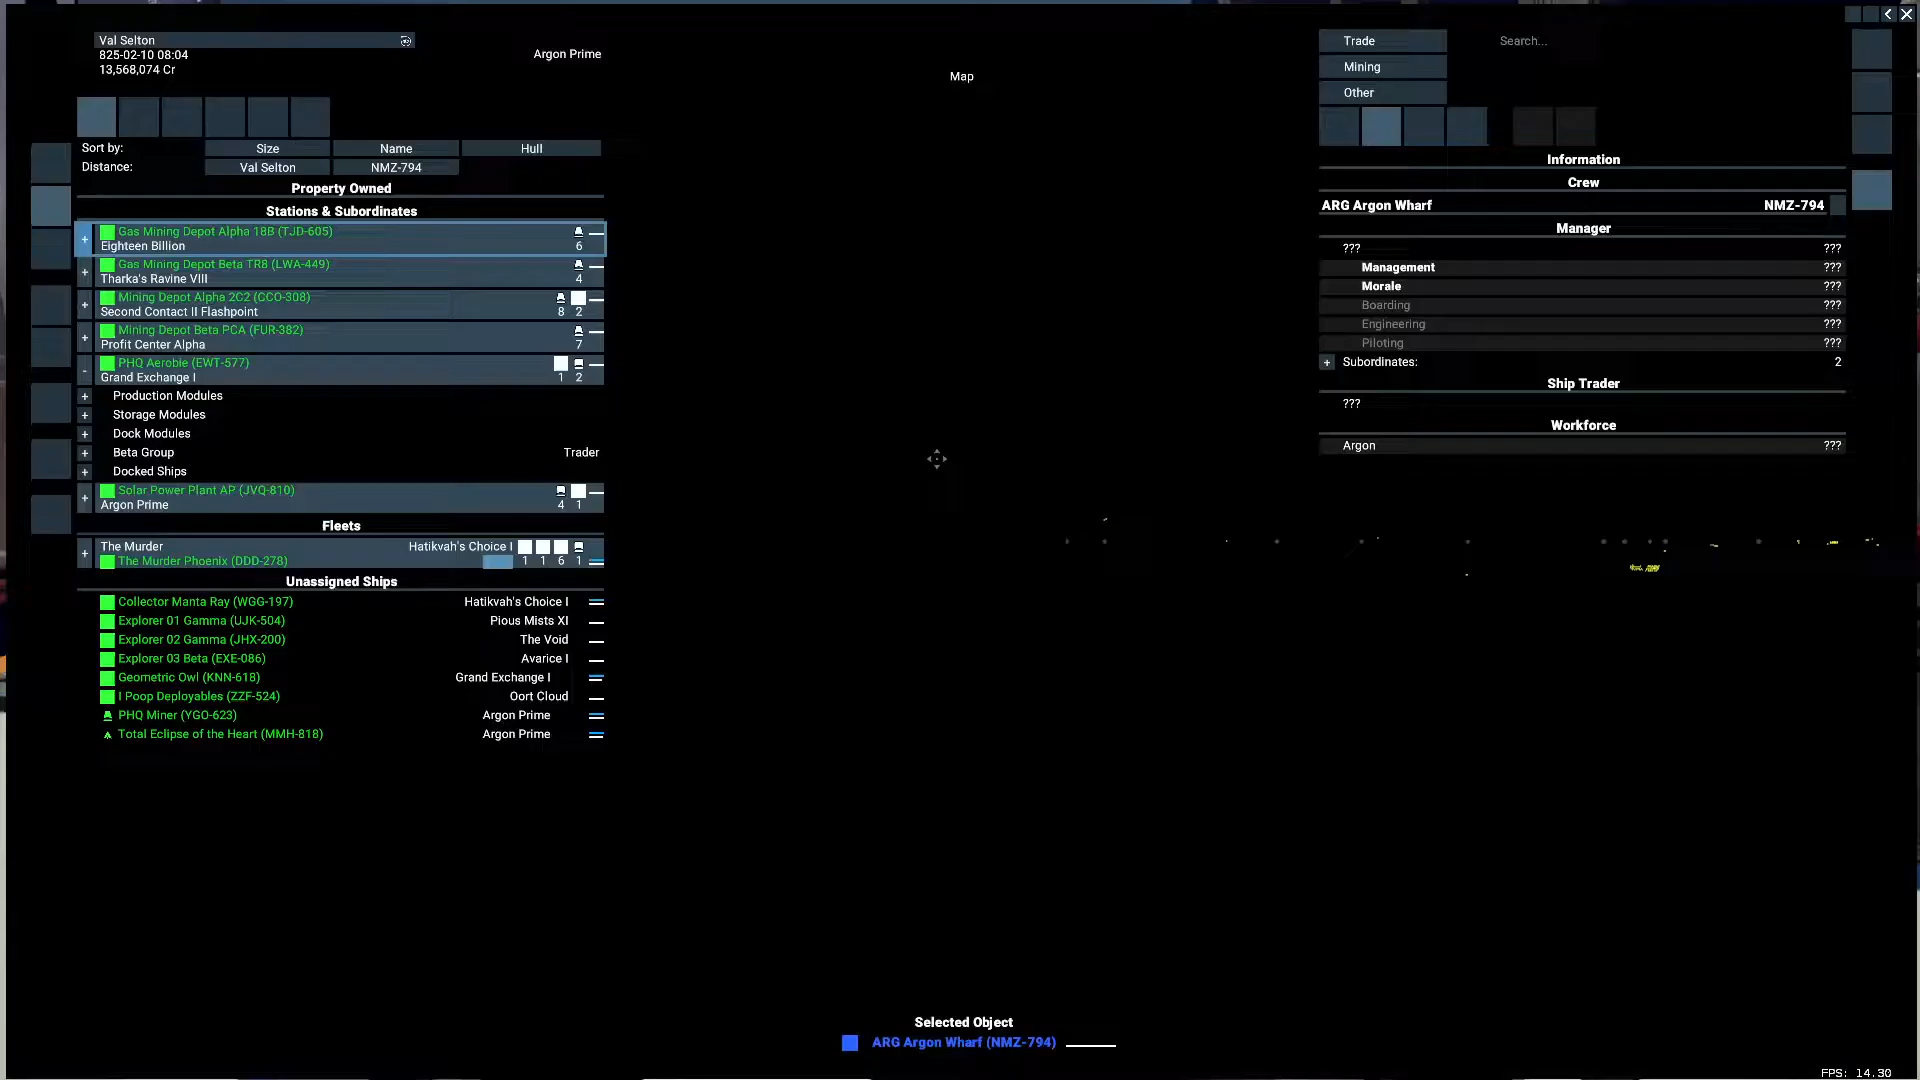 Val Selton
825-02-10 08:04
13,568,074 Cr
Argon Prime
Map
Sort by:
Size
Name
Hull
Distance:
Val Selton
NMZ-794
Property Owned
Stations & Subordinates
+ Gas Mining Depot Alpha 18B (TJD-605)
Eighteen Billion 6
+ Gas Mining Depot Beta TR8 (LWA-449)
Tharka's Ravine VIII 4
+ Mining Depot Alpha 2C2 (CCO-308)
Second Contact II Flashpoint 8 2
+ Mining Depot Beta PCA (FUR-382)
Profit Center Alpha 7
- PHQ Aerobie (EWT-577)
Grand Exchange I 1 2
+ Production Modules
+ Storage Modules
+ Dock Modules
+ Beta Group Trader
+ Docked Ships
+ Solar Power Plant AP (JVQ-810)
Argon Prime 4 1
Fleets
+ The Murder Hatikvah's Choice I
The Murder Phoenix (DDD-278) 1 1 6 1
Unassigned Ships
Collector Manta Ray (WGG-197) Hatikvah's Choice I
Explorer 01 Gamma (UJK-504) Pious Mists XI
Explorer 02 Gamma (JHX-200) The Void
Explorer 03 Beta (EXE-086) Avarice I
Geometric Owl (KNN-618) Grand Exchange I
I Poop Deployables (ZZF-524) Oort Cloud
PHQ Miner (YGO-623) Argon Prime
Total Eclipse of the Heart (MMH-818) Argon Prime
Trade
Mining
Other
Search...
Information
Crew
ARG Argon Wharf NMZ-794
Manager
??? ???
Management ???
Morale ???
Boarding ???
Engineering ???
Piloting ???
+ Subordinates: 2
Ship Trader
???
Workforce
Argon ???
Selected Object
ARG Argon Wharf (NMZ-794)
FPS: 14.30